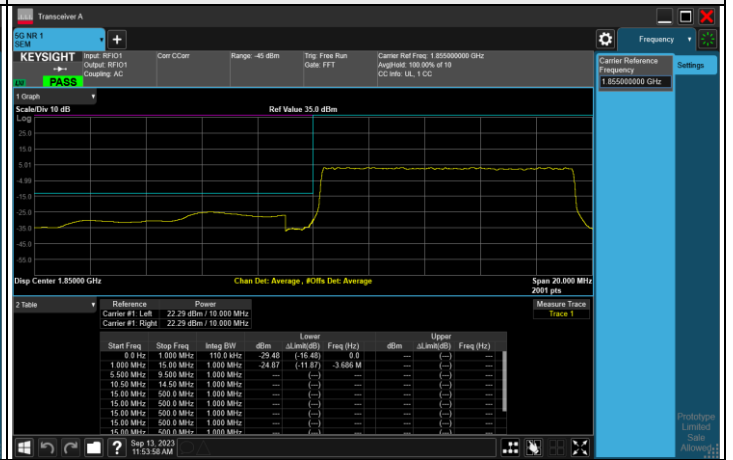 Transceiver A
5G NR 1
SEM
KEYSIGHT
PASS
Input: RFIO1
Output: RFIO1
Coupling: AC
Corr CCorr
Range: -45 dBm
Trig: Free Run
Gate: FFT
Carrier Ref Freq: 1.855000000 GHz
Avg|Hold: 100.00% of 10
CC Info: UL, 1 CC
Frequency
Settings
Carrier Reference
Frequency
1.855000000 GHz
1 Graph
Scale/Div 10 dB
Ref Value 35.0 dBm
Log
25.0
15.0
5.01
-4.99
-15.0
-25.0
-35.0
-45.0
-55.0
Disp Center 1.85000 GHz
Chan Det: Average , #Offs Det: Average
Span 20.000 MHz
2001 pts
2 Table
Reference Power
Carrier #1: Left 22.29 dBm / 10.000 MHz
Carrier #1: Right 22.29 dBm / 10.000 MHz
Measure Trace
Trace 1
Lower Upper
Start Freq Stop Freq Integ BW dBm ΔLimit(dB) Freq (Hz) dBm ΔLimit(dB) Freq (Hz)
0.0 Hz 1.000 MHz 110.0 kHz -29.48 (-16.48) 0.0 --- (---) ---
1.000 MHz 15.00 MHz 1.000 MHz -24.87 (-11.87) -3.686 M --- (---) ---
5.500 MHz 9.500 MHz 1.000 MHz --- (---) --- --- (---) ---
10.50 MHz 14.50 MHz 1.000 MHz --- (---) --- --- (---) ---
15.00 MHz 500.0 MHz 1.000 MHz --- (---) --- --- (---) ---
15.00 MHz 500.0 MHz 1.000 MHz --- (---) --- --- (---) ---
15.00 MHz 500.0 MHz 1.000 MHz --- (---) --- --- (---) ---
15.00 MHz 500.0 MHz 1.000 MHz --- (---) --- --- (---) ---
Sep 13, 2023
11:53:58 AM
Prototype
Limited
Sale
Allowed